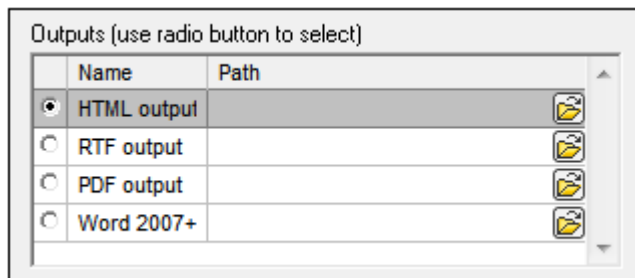 Outputs (use radio button to select)
Name Path
HTML output
RTF output
PDF output
Word 2007+